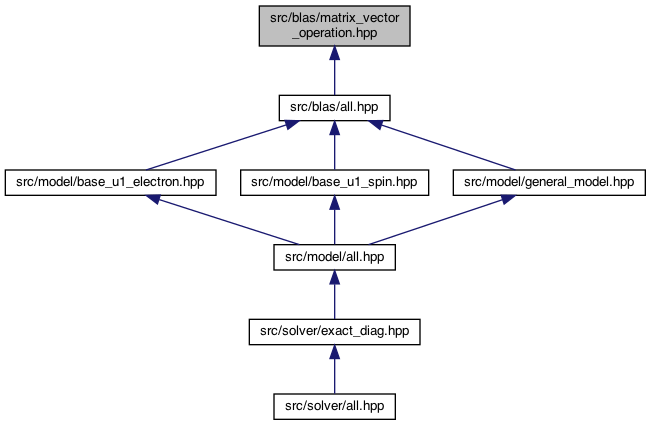 src/blas/matrix_vector
_operation.hpp
src/blas/all.hpp
src/model/base_u1_electron.hpp
src/model/base_u1_spin.hpp
src/model/general_model.hpp
src/model/all.hpp
src/solver/exact_diag.hpp
src/solver/all.hpp